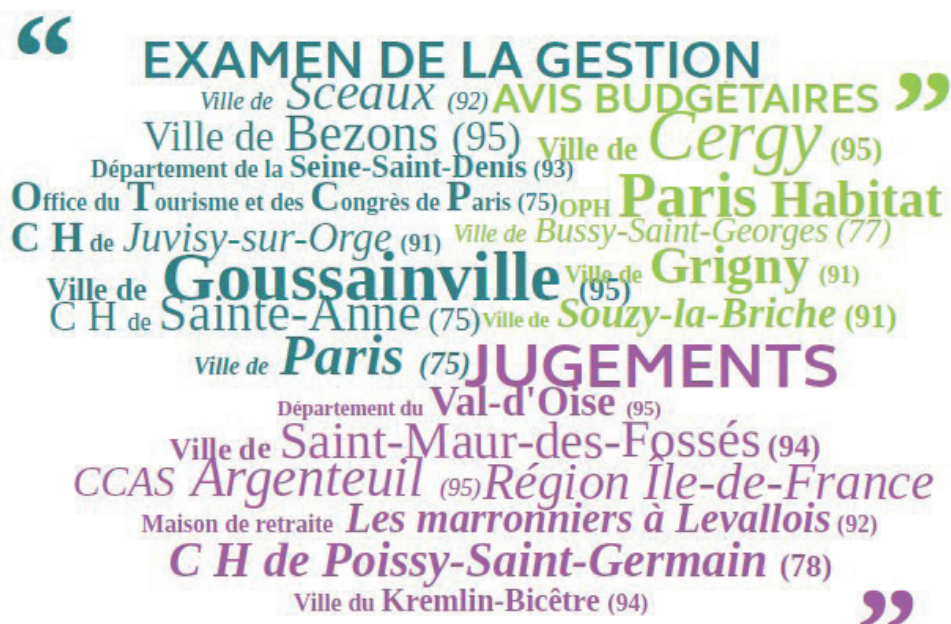 “
EXAMEN DE LA GESTION
Ville de Sceaux (92) AVIS BUDGÉTAIRES ”
Ville de Bezons (95) Ville de Cergy (95)
Département de la Seine-Saint-Denis (93)
Office du Tourisme et des Congrès de Paris (75) OPH Paris Habitat
C H de Juvisy-sur-Orge (91) Ville de Bussy-Saint-Georges (77)
Ville de Goussainville (95) Ville de Grigny (91)
C H de Sainte-Anne (75) Ville de Souzy-la-Briche (91)
Ville de Paris (75) JUGEMENTS
Département du Val-d'Oise (95)
Ville de Saint-Maur-des-Fossés (94)
CCAS Argenteuil (95) Région Île-de-France
Maison de retraite Les marronniers à Levallois (92)
C H de Poissy-Saint-Germain (78)
Ville du Kremlin-Bicêtre (94)
”